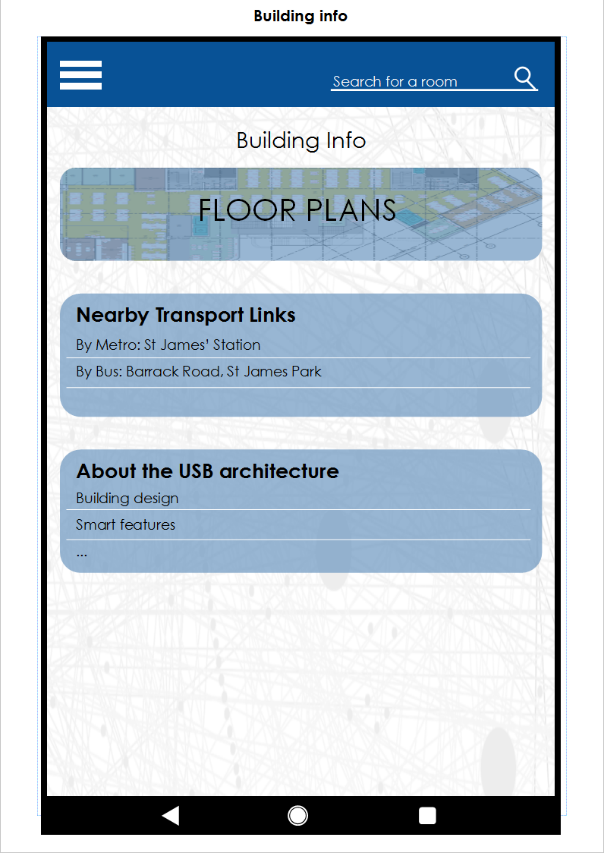 Building info
Search for a room
Building Info
FLOOR PLANS
Nearby Transport Links
By Metro: St James' Station
By Bus: Barrack Road, St James Park
About the USB architecture
Building design
Smart features
...